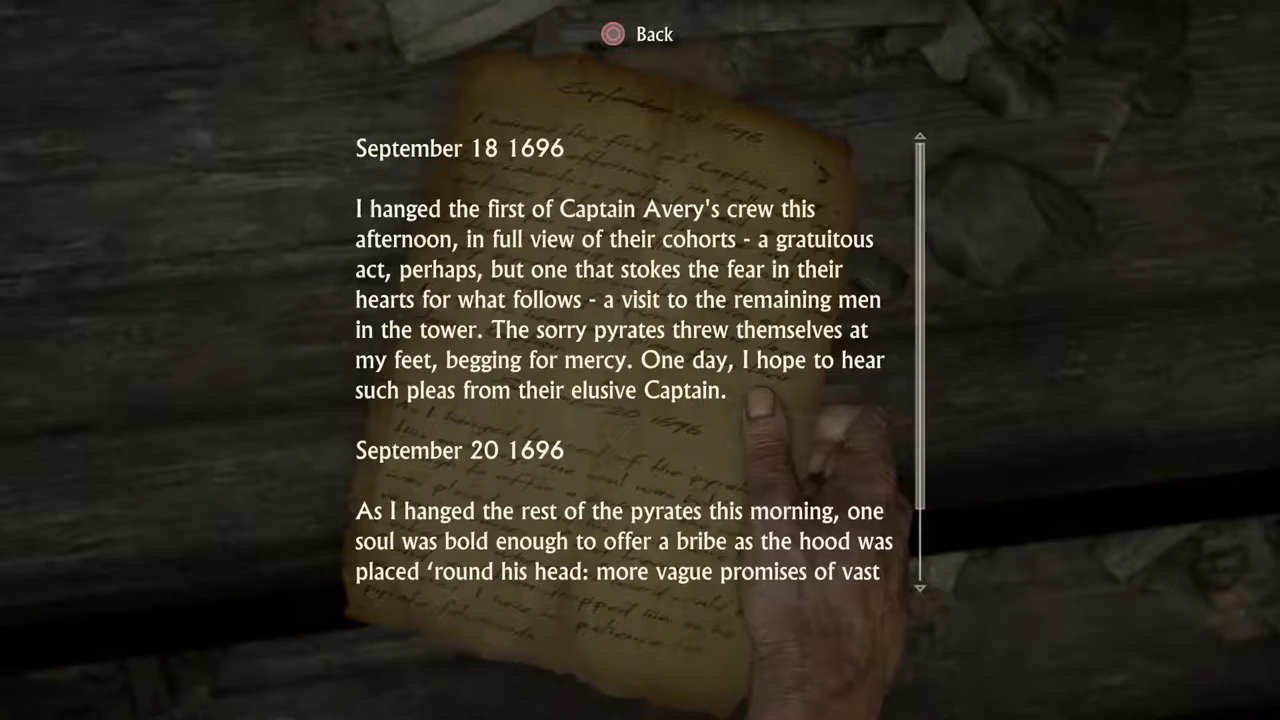 Back
September 18 1696
I hanged the first of Captain Avery's crew this
afternoon, in full view of their cohorts - a gratuitous
act, perhaps, but one that stokes the fear in their
hearts for what follows - a visit to the remaining men
in the tower. The sorry pyrates threw themselves at
my feet, begging for mercy. One day, I hope to hear
such pleas from their elusive Captain.
September 20 1696
As I hanged the rest of the pyrates this morning, one
soul was bold enough to offer a bribe as the hood was
placed ‘round his head: more vague promises of vast